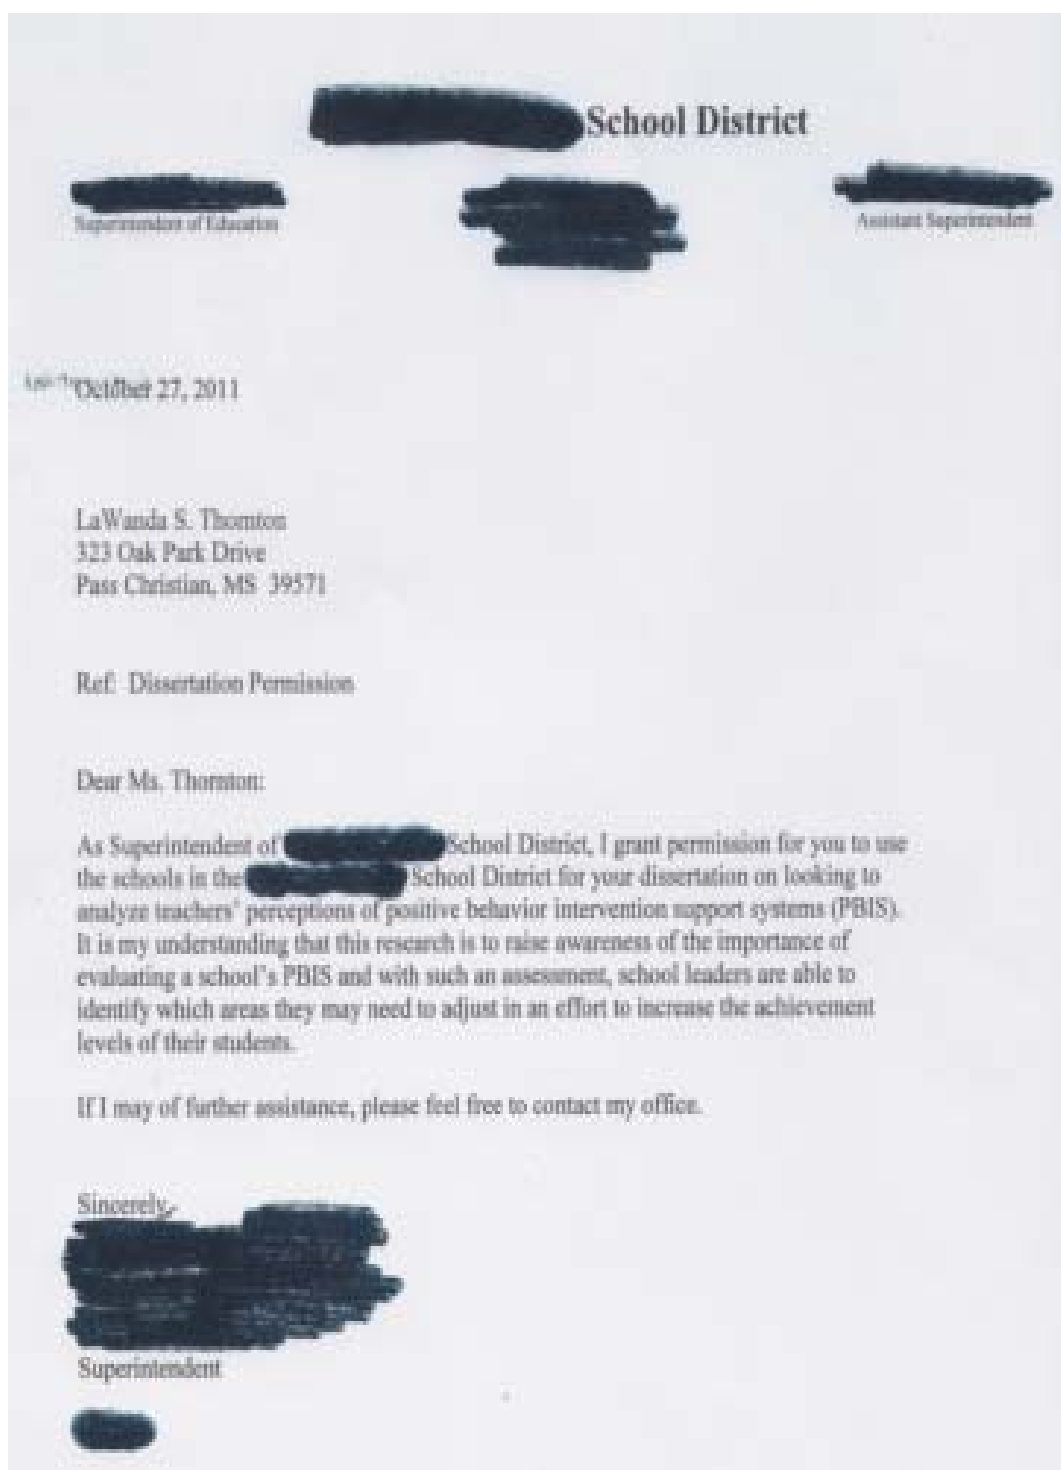 School District
Superintendent of Education
Assistant Superintendent
October 27, 2011
LaWanda S. Thornton
323 Oak Park Drive
Pass Christian, MS 39571
Ref: Dissertation Permission
Dear Ms. Thornton:
As Superintendent of School District, I grant permission for you to use
the schools in the School District for your dissertation on looking to
analyze teachers' perceptions of positive behavior intervention support systems (PBIS).
It is my understanding that this research is to raise awareness of the importance of
evaluating a school's PBIS and with such an assessment, school leaders are able to
identify which areas they may need to adjust in an effort to increase the achievement
levels of their students.
If I may of further assistance, please feel free to contact my office.
Sincerely,
Superintendent